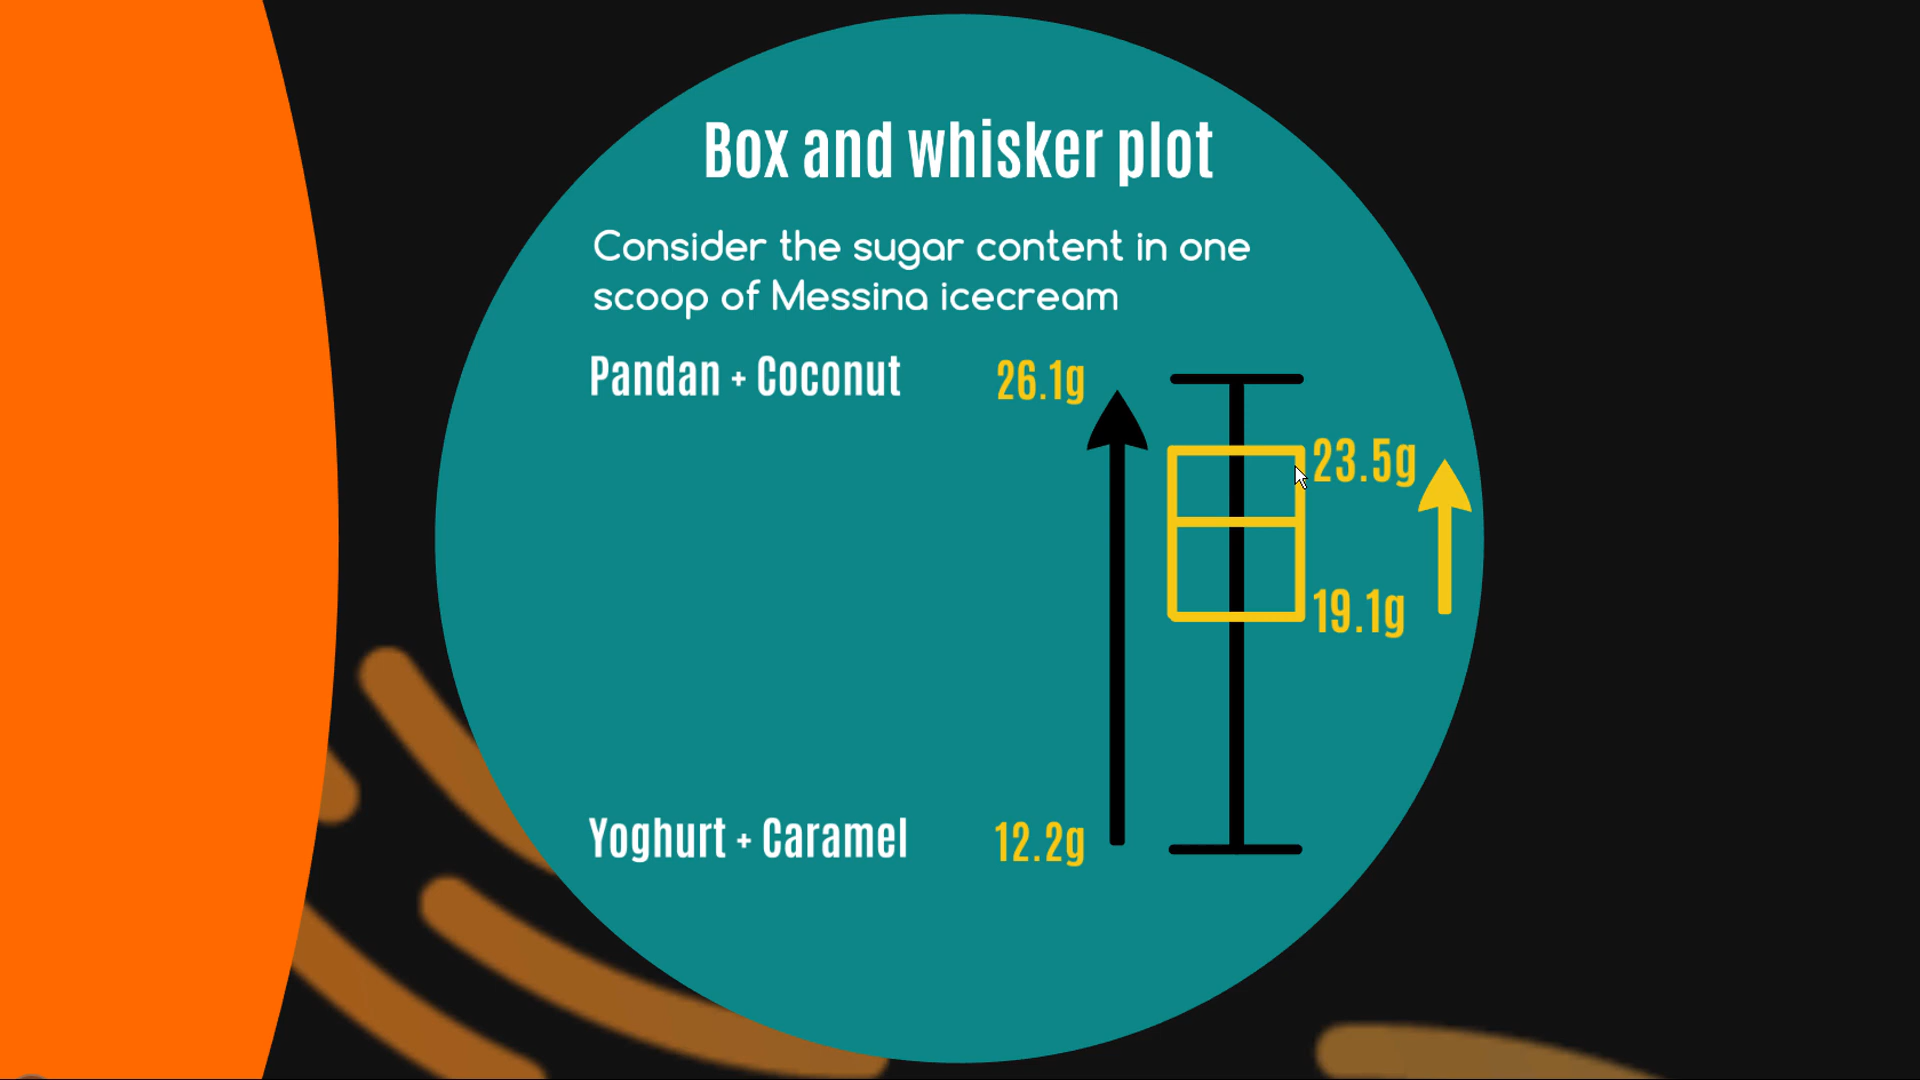 Box and whisker plot
Consider the sugar content in one
scoop of Messina icecream
Pandan + Coconut 26.1g
23.5g
19.1g
Yoghurt + Caramel 12.2g